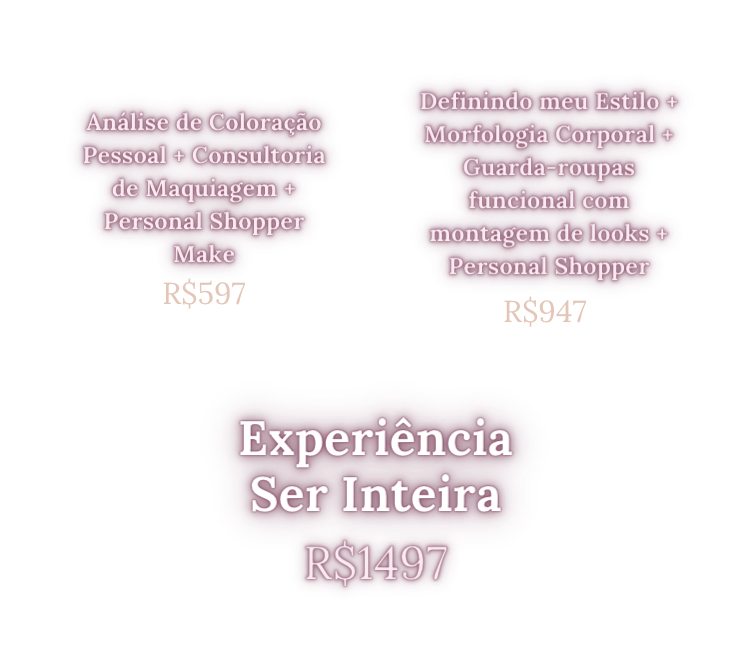 Análise de Coloração
Pessoal + Consultoria
de Maquiagem +
Personal Shopper
Make
R$597
Definindo meu Estilo +
Morfologia Corporal +
Guarda-roupas
funcional com
montagem de looks +
Personal Shopper
R$947
Experiência
Ser Inteira
R$1497